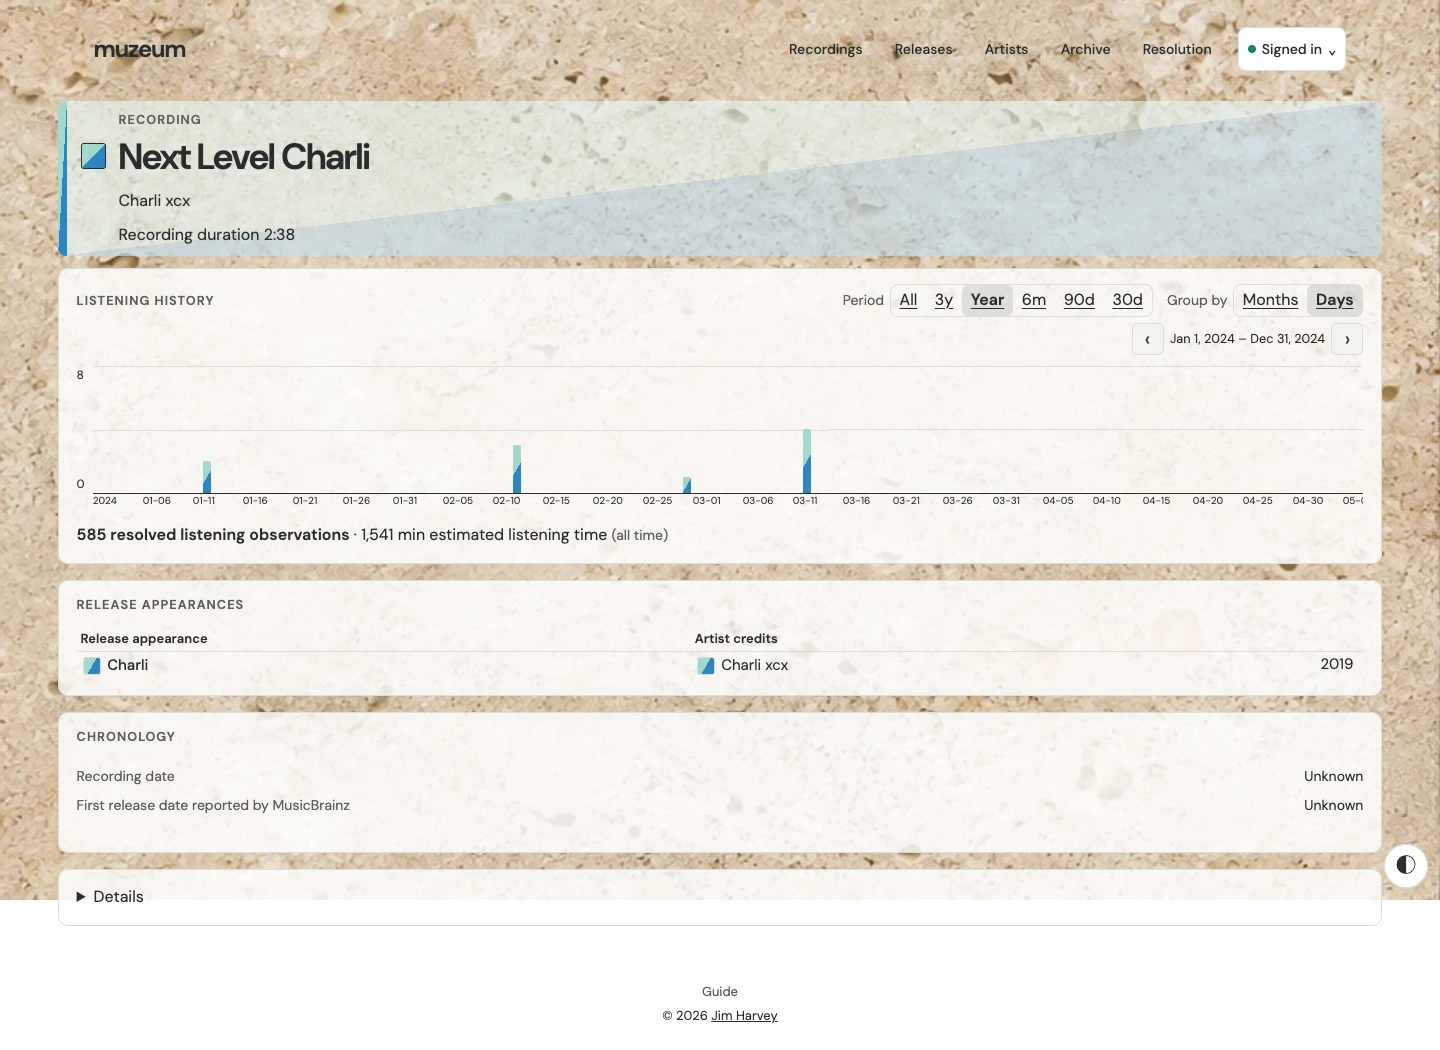 muzeum
Recordings Releases Artists Archive Resolution Signed in
RECORDING
Next Level Charli
Charli xcx
Recording duration 2:38
LISTENING HISTORY Period All 3y Year 6m 90d 30d Group by Months Days
‹ Jan 1, 2024 – Dec 31, 2024 ›
8
0
2024 01-06 01-11 01-16 01-21 01-26 01-31 02-05 02-10 02-15 02-20 02-25 03-01 03-06 03-11 03-16 03-21 03-26 03-31 04-05 04-10 04-15 04-20 04-25 04-30 05-
585 resolved listening observations · 1,541 min estimated listening time (all time)
RELEASE APPEARANCES
Release appearance Artist credits
Charli Charli xcx 2019
CHRONOLOGY
Recording date Unknown
First release date reported by MusicBrainz Unknown
Details
Guide
© 2026 Jim Harvey